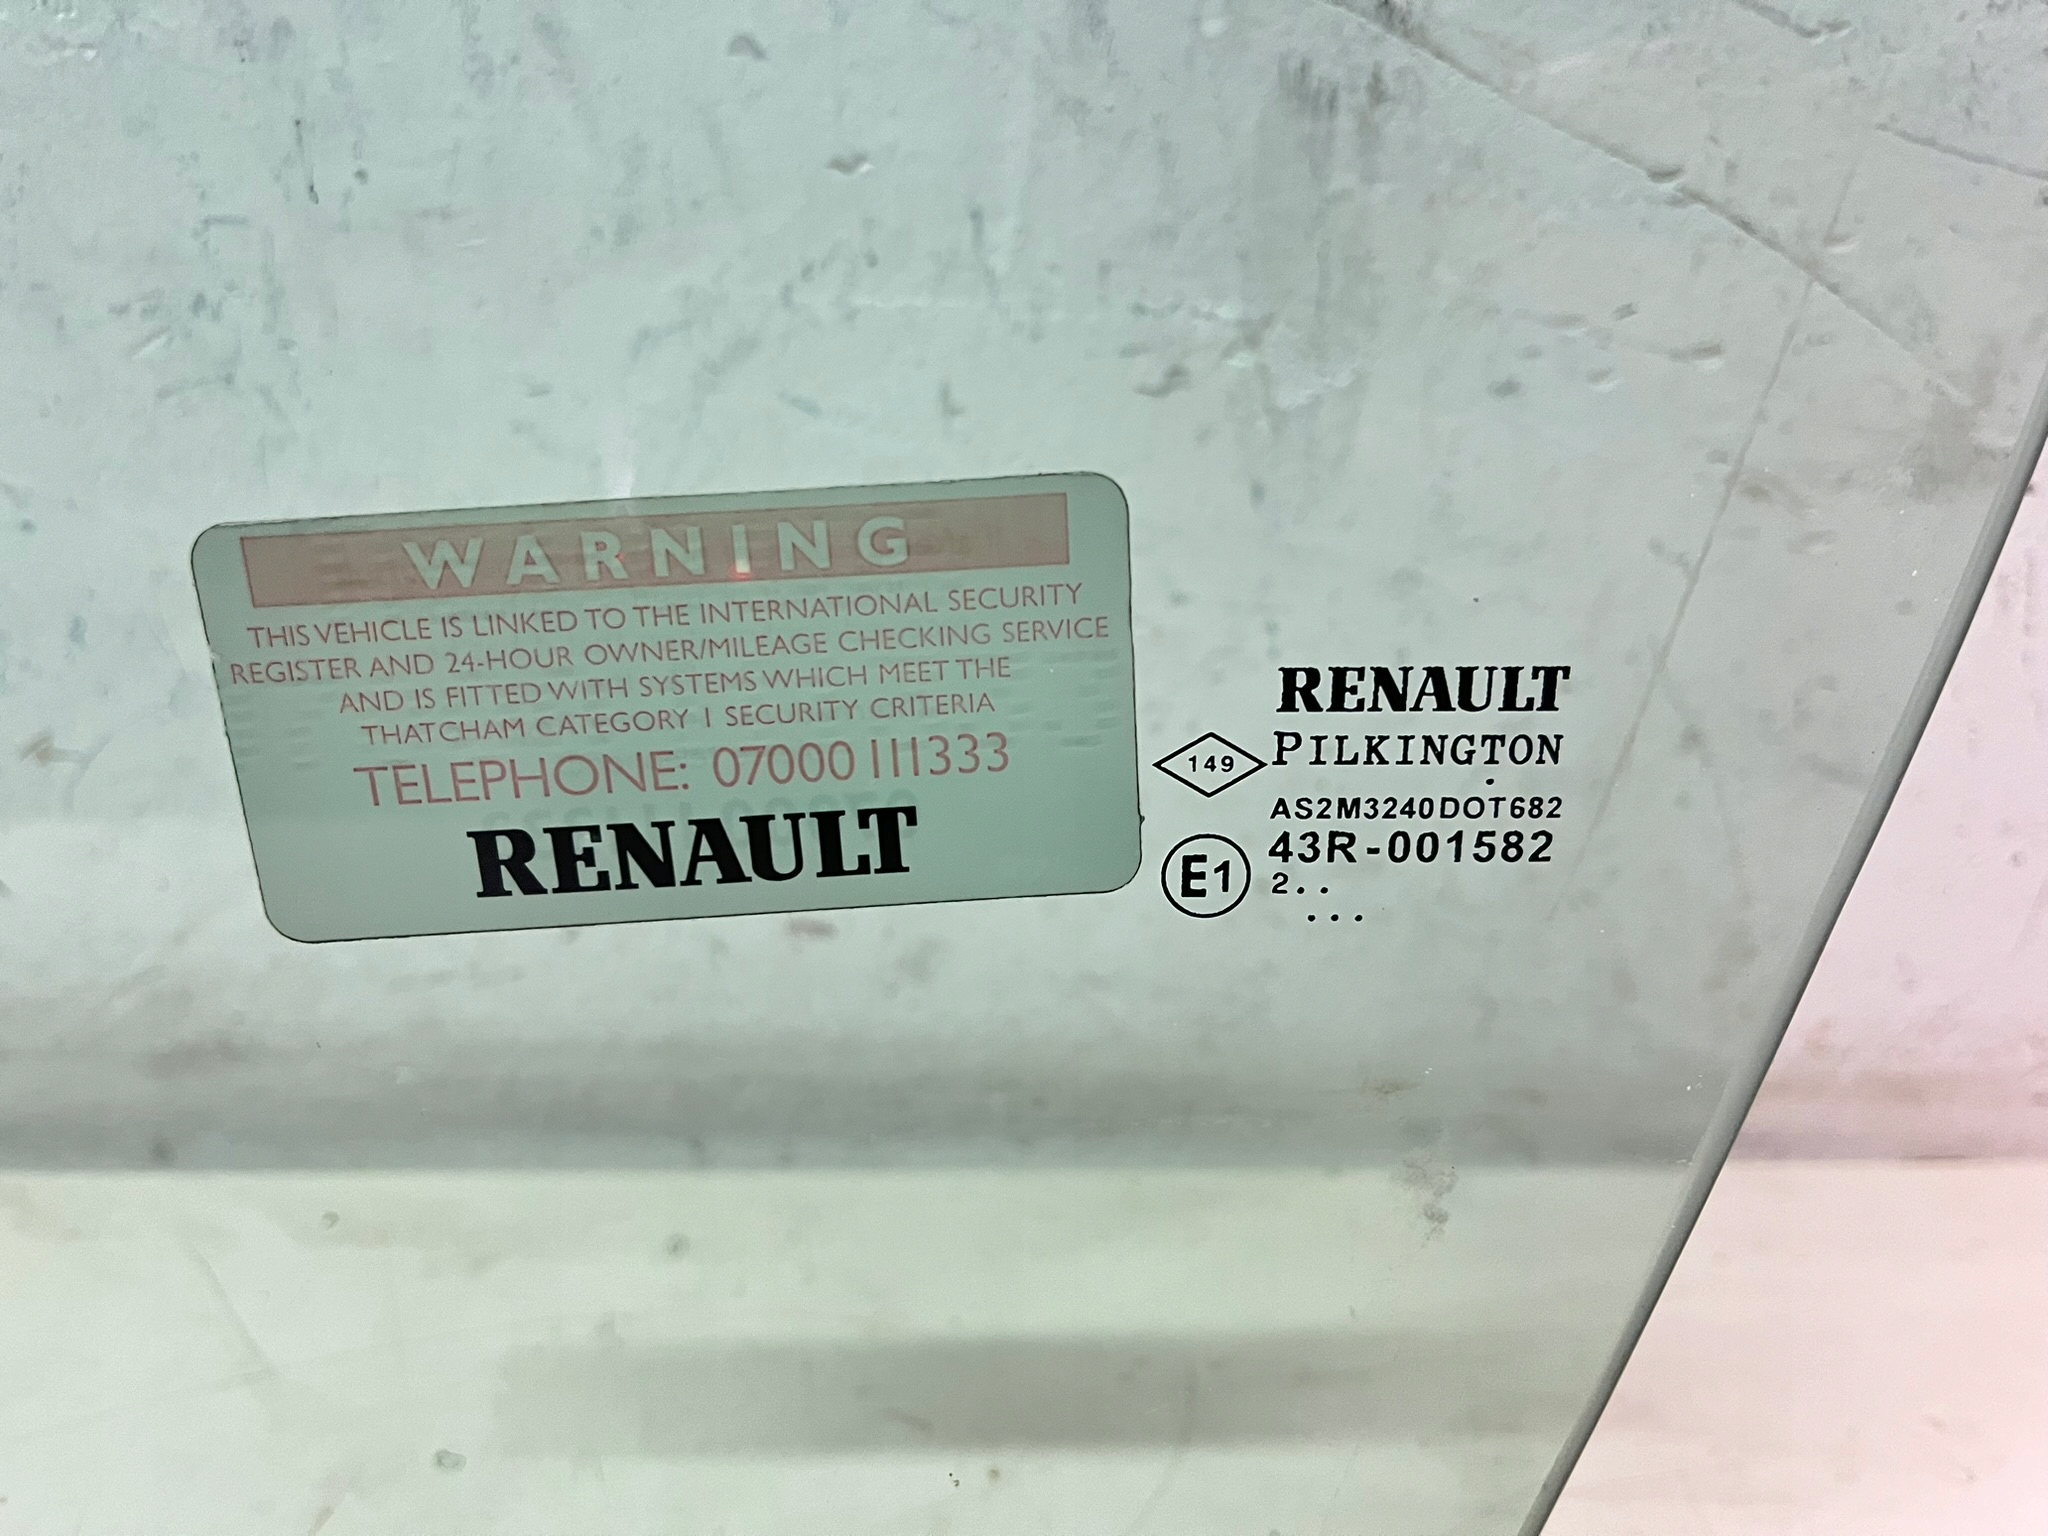 WARNING
THIS VEHICLE IS LINKED TO THE INTERNATIONAL SECURITY
REGISTER AND 24-HOUR OWNER/MILEAGE CHECKING SERVICE
AND IS FITTED WITH SYSTEMS WHICH MEET THE
THATCHAM CATEGORY 1 SECURITY CRITERIA
TELEPHONE: 07000 111333
RENAULT
RENAULT
149 PILKINGTON
.
AS2M3240DOT682
E1 43R-001582
2..
...